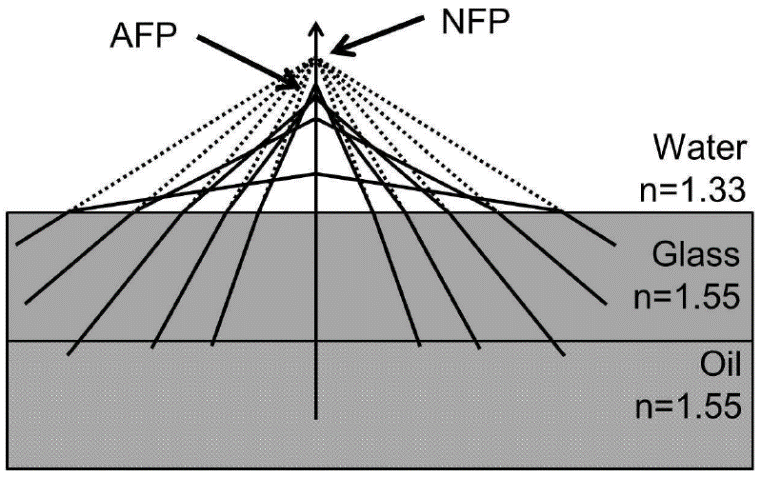 AFP
NFP
Water
n=1.33
Glass
n=1.55
Oil
n=1.55